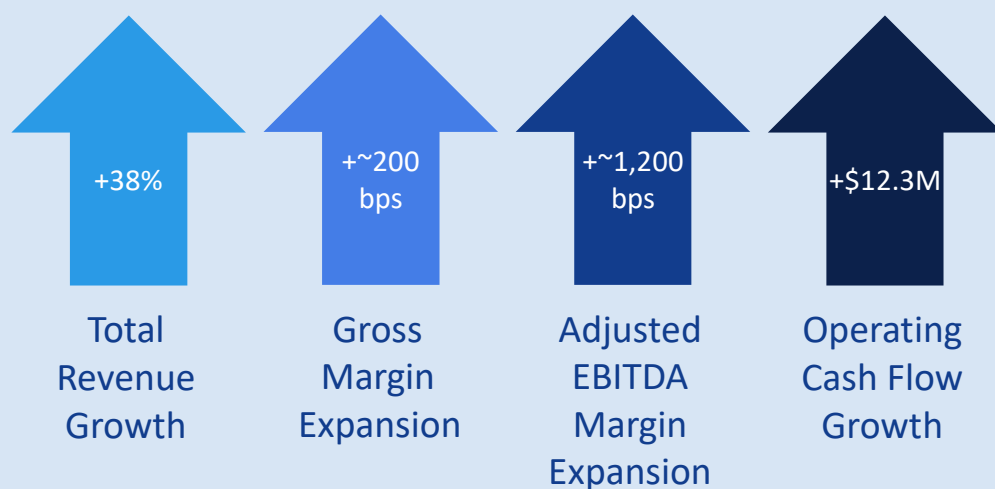 +38%
Total
Revenue
Growth
+~200
bps
Gross
Margin
Expansion
+~1,200
bps
Adjusted
EBITDA
Margin
Expansion
+$12.3M
Operating
Cash Flow
Growth